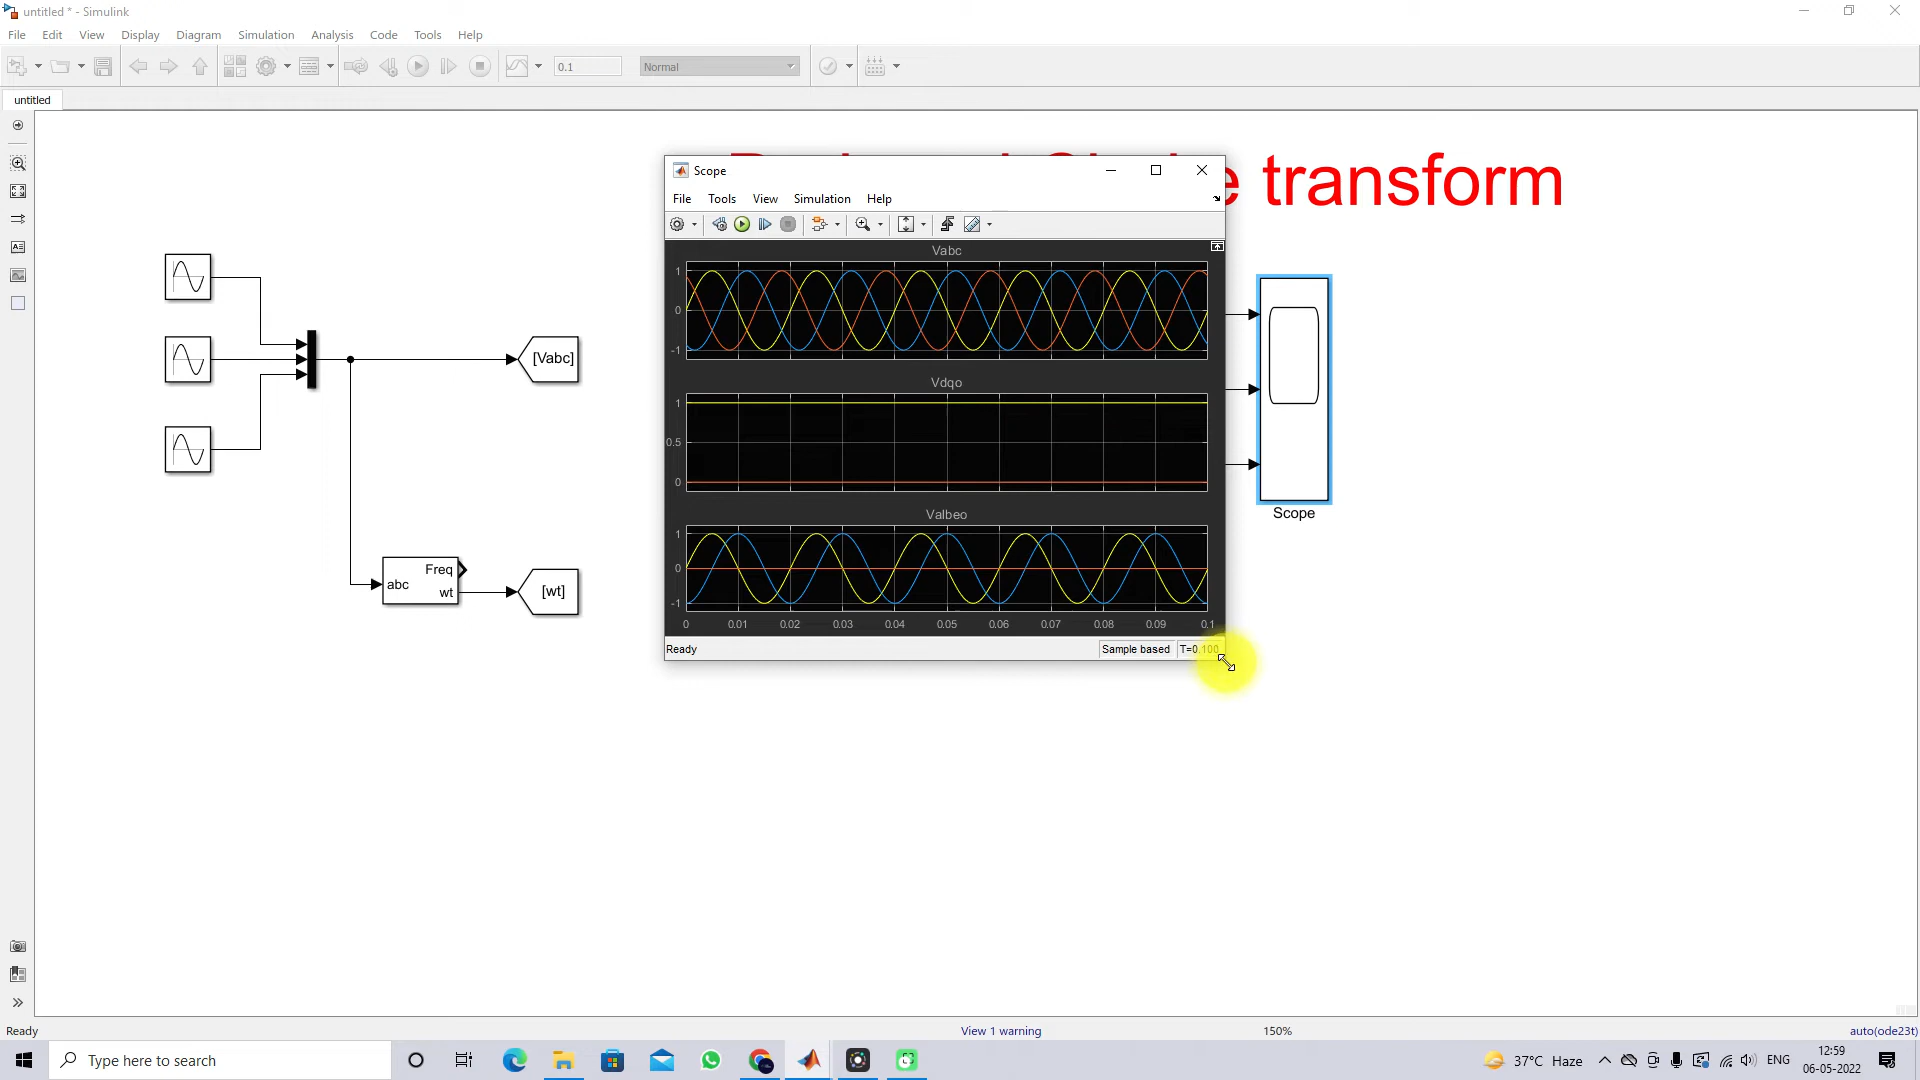 untitled * - Simulink
File Edit View Display Diagram Simulation Analysis Code Tools Help
0.1 Normal
untitled
transform
Scope
File Tools View Simulation Help
Vabc
1
0
-1
Vdqo
1
0.5
0
Valbeo
1
0
-1
0 0.01 0.02 0.03 0.04 0.05 0.06 0.07 0.08 0.09 0.1
Ready Sample based T=0.100
[Vabc]
Freq
abc
wt
[wt]
Scope
Ready View 1 warning 150% auto(ode23t)
Type here to search
37°C Haze ENG
12:59
06-05-2022